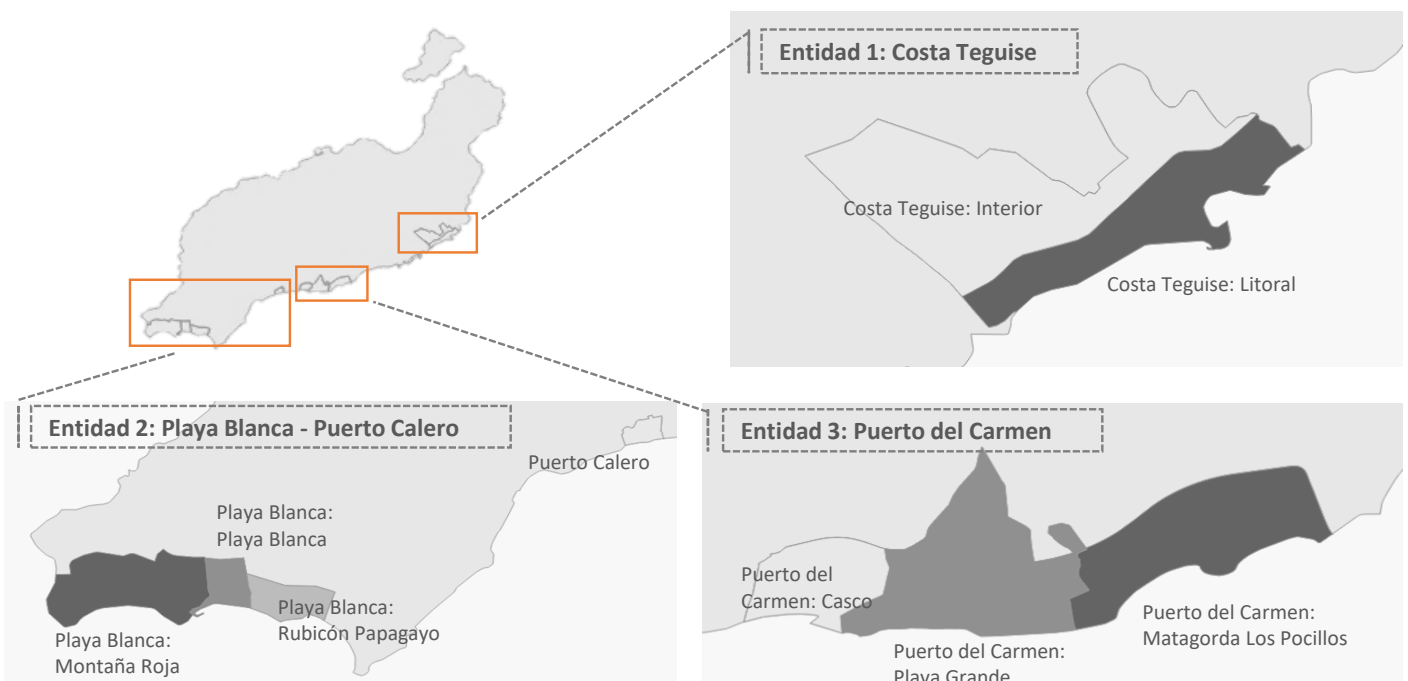 Entidad 1: Costa Teguise
Costa Teguise: Interior
Costa Teguise: Litoral
Entidad 2: Playa Blanca - Puerto Calero
Puerto Calero
Playa Blanca:
Playa Blanca
Playa Blanca:
Rubicón Papagayo
Playa Blanca:
Montaña Roja
Entidad 3: Puerto del Carmen
Puerto del
Carmen: Casco
Puerto del Carmen:
Matagorda Los Pocillos
Puerto del Carmen:
Playa Grande